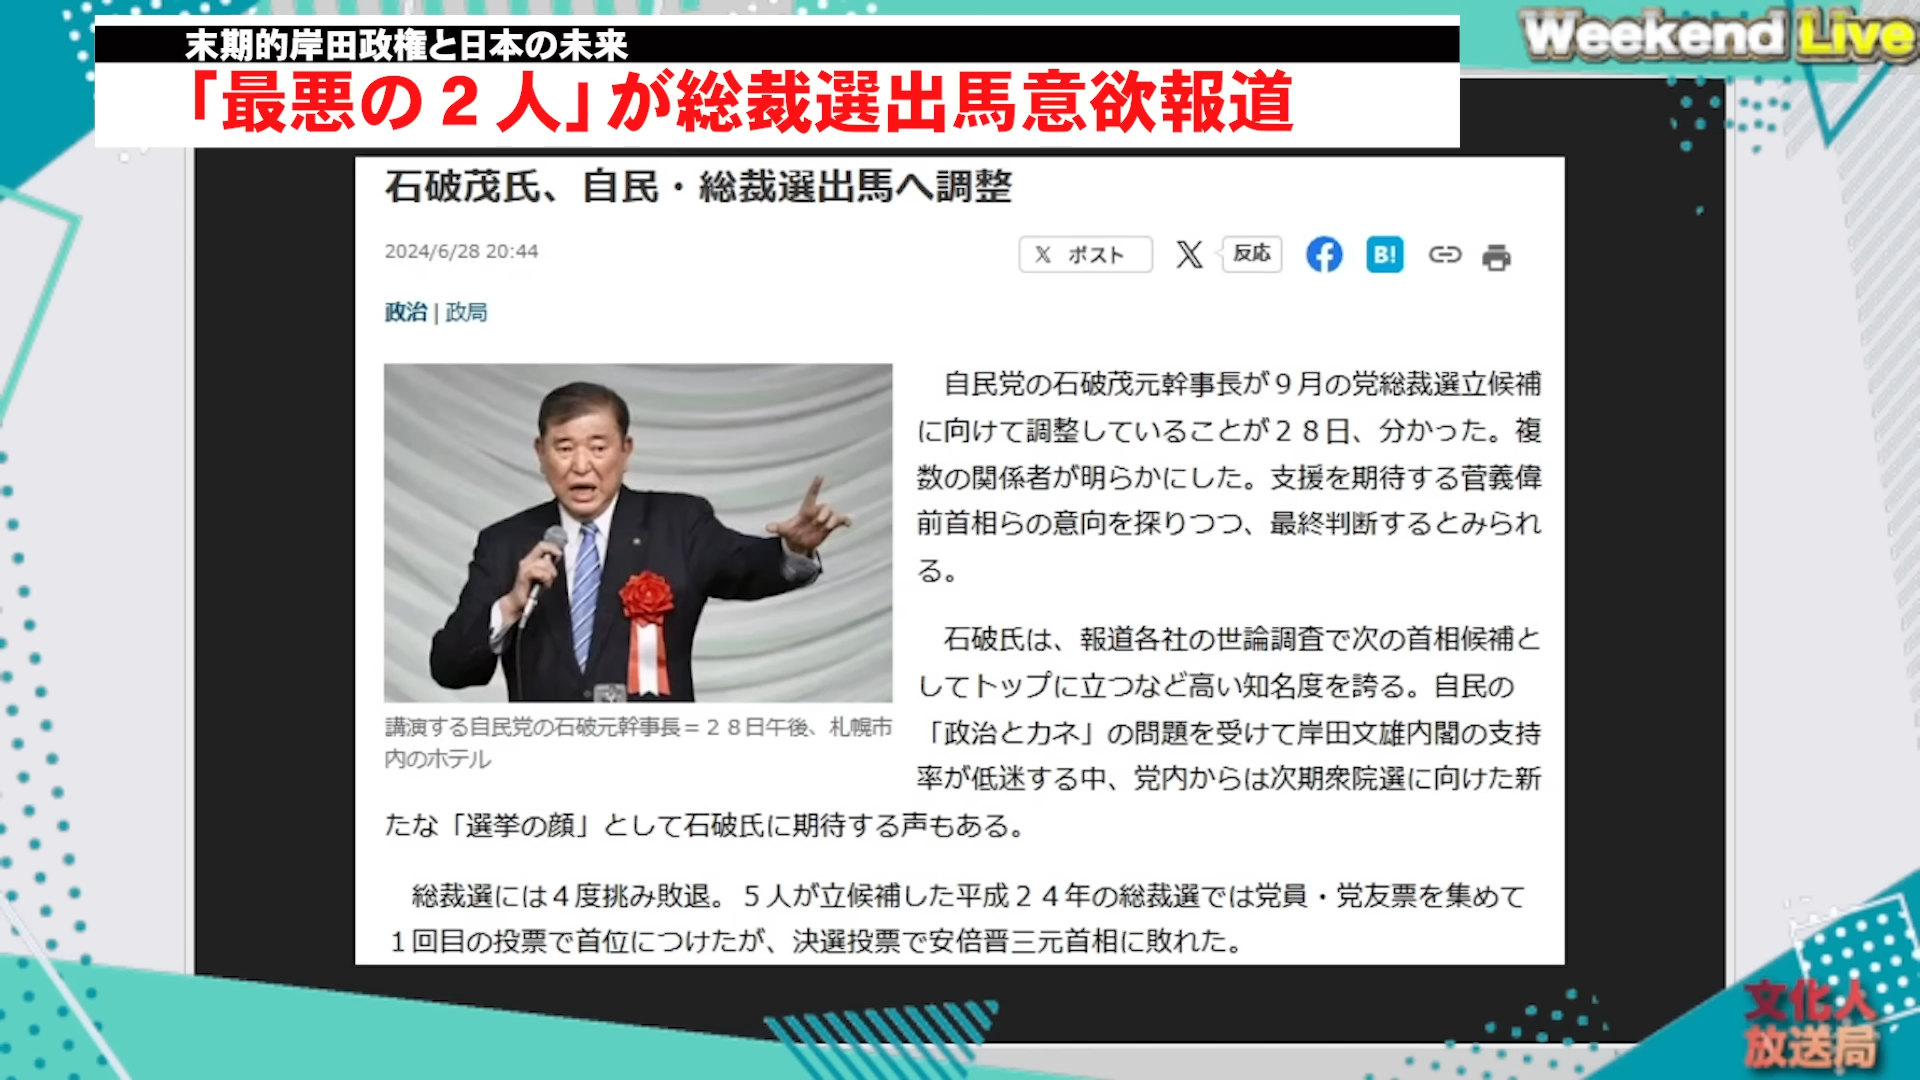 Weekend Live
末期的岸田政権と日本の未来
「最悪の２人」が総裁選出馬意欲報道
石破茂氏、自民・総裁選出馬へ調整
2024/6/28 20:44
X ポスト
X 反応
B!
政治 | 政局
自民党の石破茂元幹事長が９月の党総裁選立候補
に向けて調整していることが２８日、分かった。複
数の関係者が明らかにした。支援を期待する菅義偉
前首相らの意向を探りつつ、最終判断するとみられ
る。
石破氏は、報道各社の世論調査で次の首相候補と
してトップに立つなど高い知名度を誇る。自民の
「政治とカネ」の問題を受けて岸田文雄内閣の支持
率が低迷する中、党内からは次期衆院選に向けた新
たな「選挙の顔」として石破氏に期待する声もある。
講演する自民党の石破元幹事長＝２８日午後、札幌市
内のホテル
総裁選には４度挑み敗退。５人が立候補した平成２４年の総裁選では党員・党友票を集めて
１回目の投票で首位につけたが、決選投票で安倍晋三元首相に敗れた。
文化人
放送局